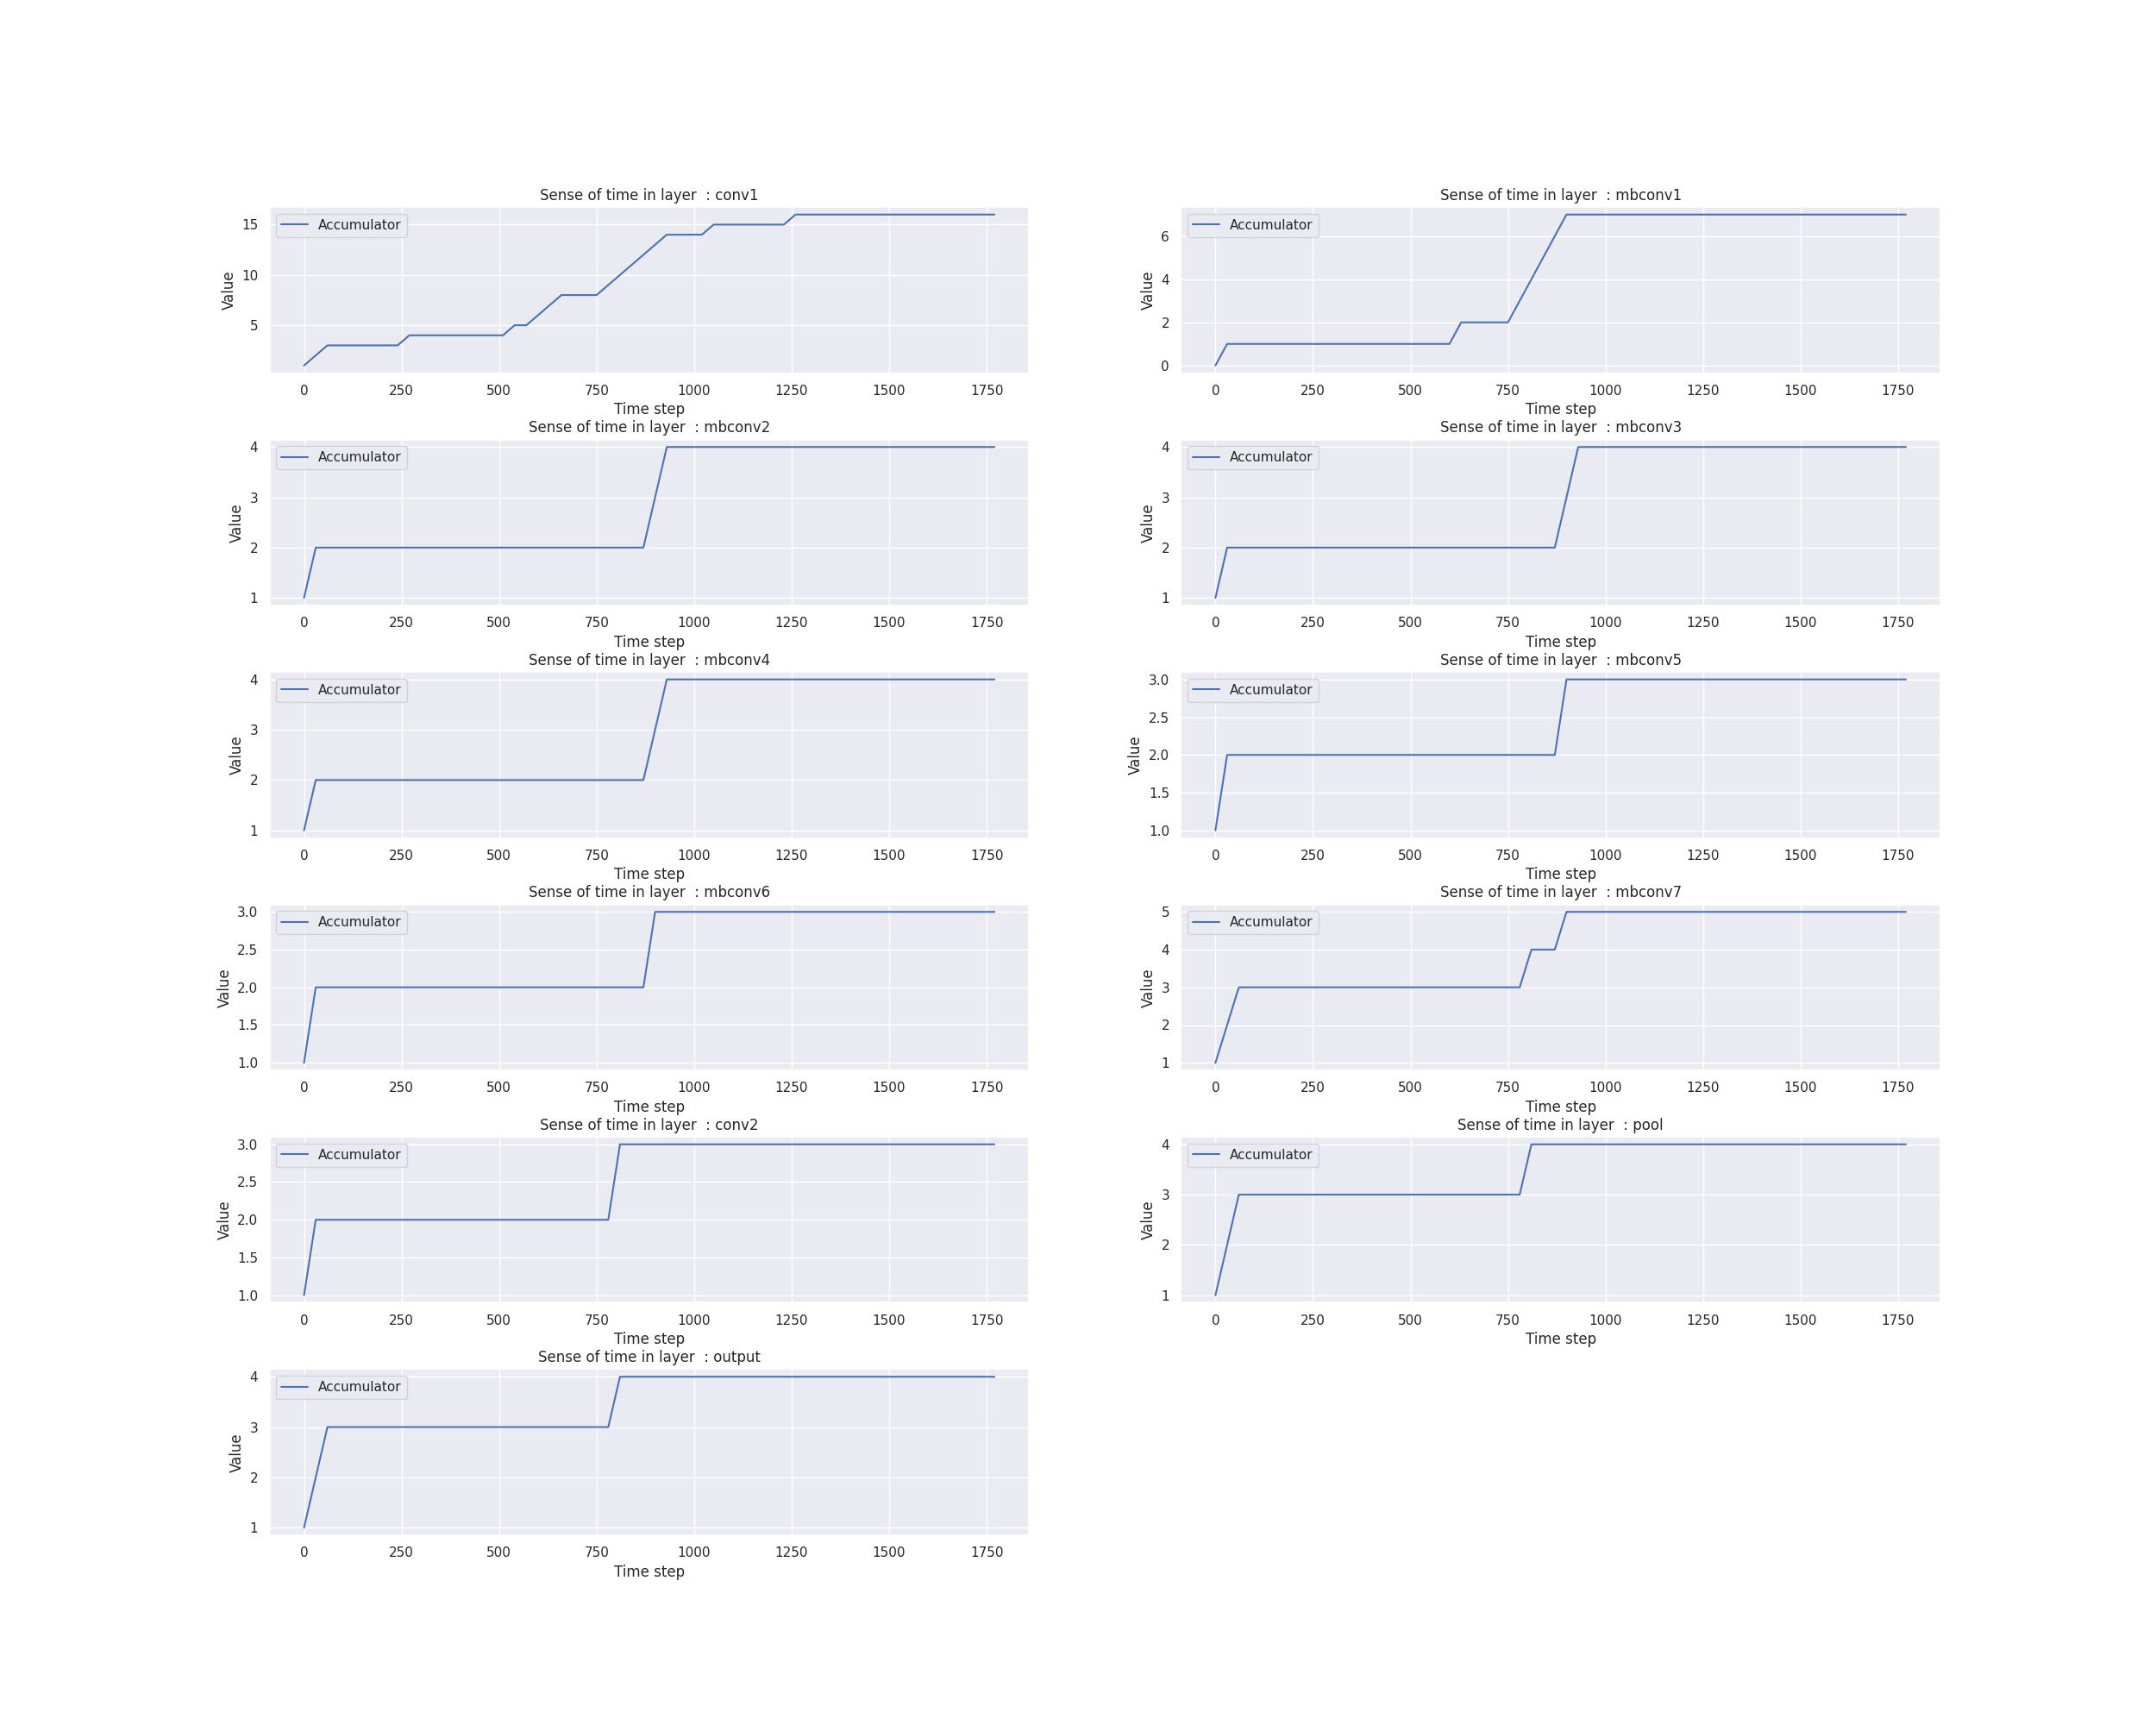 Sense of time in layer  : conv1
Accumulator
Value
15
10
5
0 250 500 750 1000 1250 1500 1750
Time step
Sense of time in layer  : mbconv1
Accumulator
Value
6
4
2
0
0 250 500 750 1000 1250 1500 1750
Time step
Sense of time in layer  : mbconv2
Accumulator
Value
4
3
2
1
0 250 500 750 1000 1250 1500 1750
Time step
Sense of time in layer  : mbconv3
Accumulator
Value
4
3
2
1
0 250 500 750 1000 1250 1500 1750
Time step
Sense of time in layer  : mbconv4
Accumulator
Value
4
3
2
1
0 250 500 750 1000 1250 1500 1750
Time step
Sense of time in layer  : mbconv5
Accumulator
Value
3.0
2.5
2.0
1.5
1.0
0 250 500 750 1000 1250 1500 1750
Time step
Sense of time in layer  : mbconv6
Accumulator
Value
3.0
2.5
2.0
1.5
1.0
0 250 500 750 1000 1250 1500 1750
Time step
Sense of time in layer  : mbconv7
Accumulator
Value
5
4
3
2
1
0 250 500 750 1000 1250 1500 1750
Time step
Sense of time in layer  : conv2
Accumulator
Value
3.0
2.5
2.0
1.5
1.0
0 250 500 750 1000 1250 1500 1750
Time step
Sense of time in layer  : pool
Accumulator
Value
4
3
2
1
0 250 500 750 1000 1250 1500 1750
Time step
Sense of time in layer  : output
Accumulator
Value
4
3
2
1
0 250 500 750 1000 1250 1500 1750
Time step